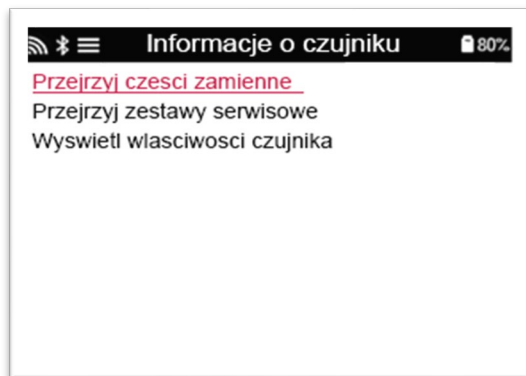 Informacje o czujniku 80%
Przejrzyj czesci zamienne
Przejrzyj zestawy serwisowe
Wyswietl wlasciwosci czujnika